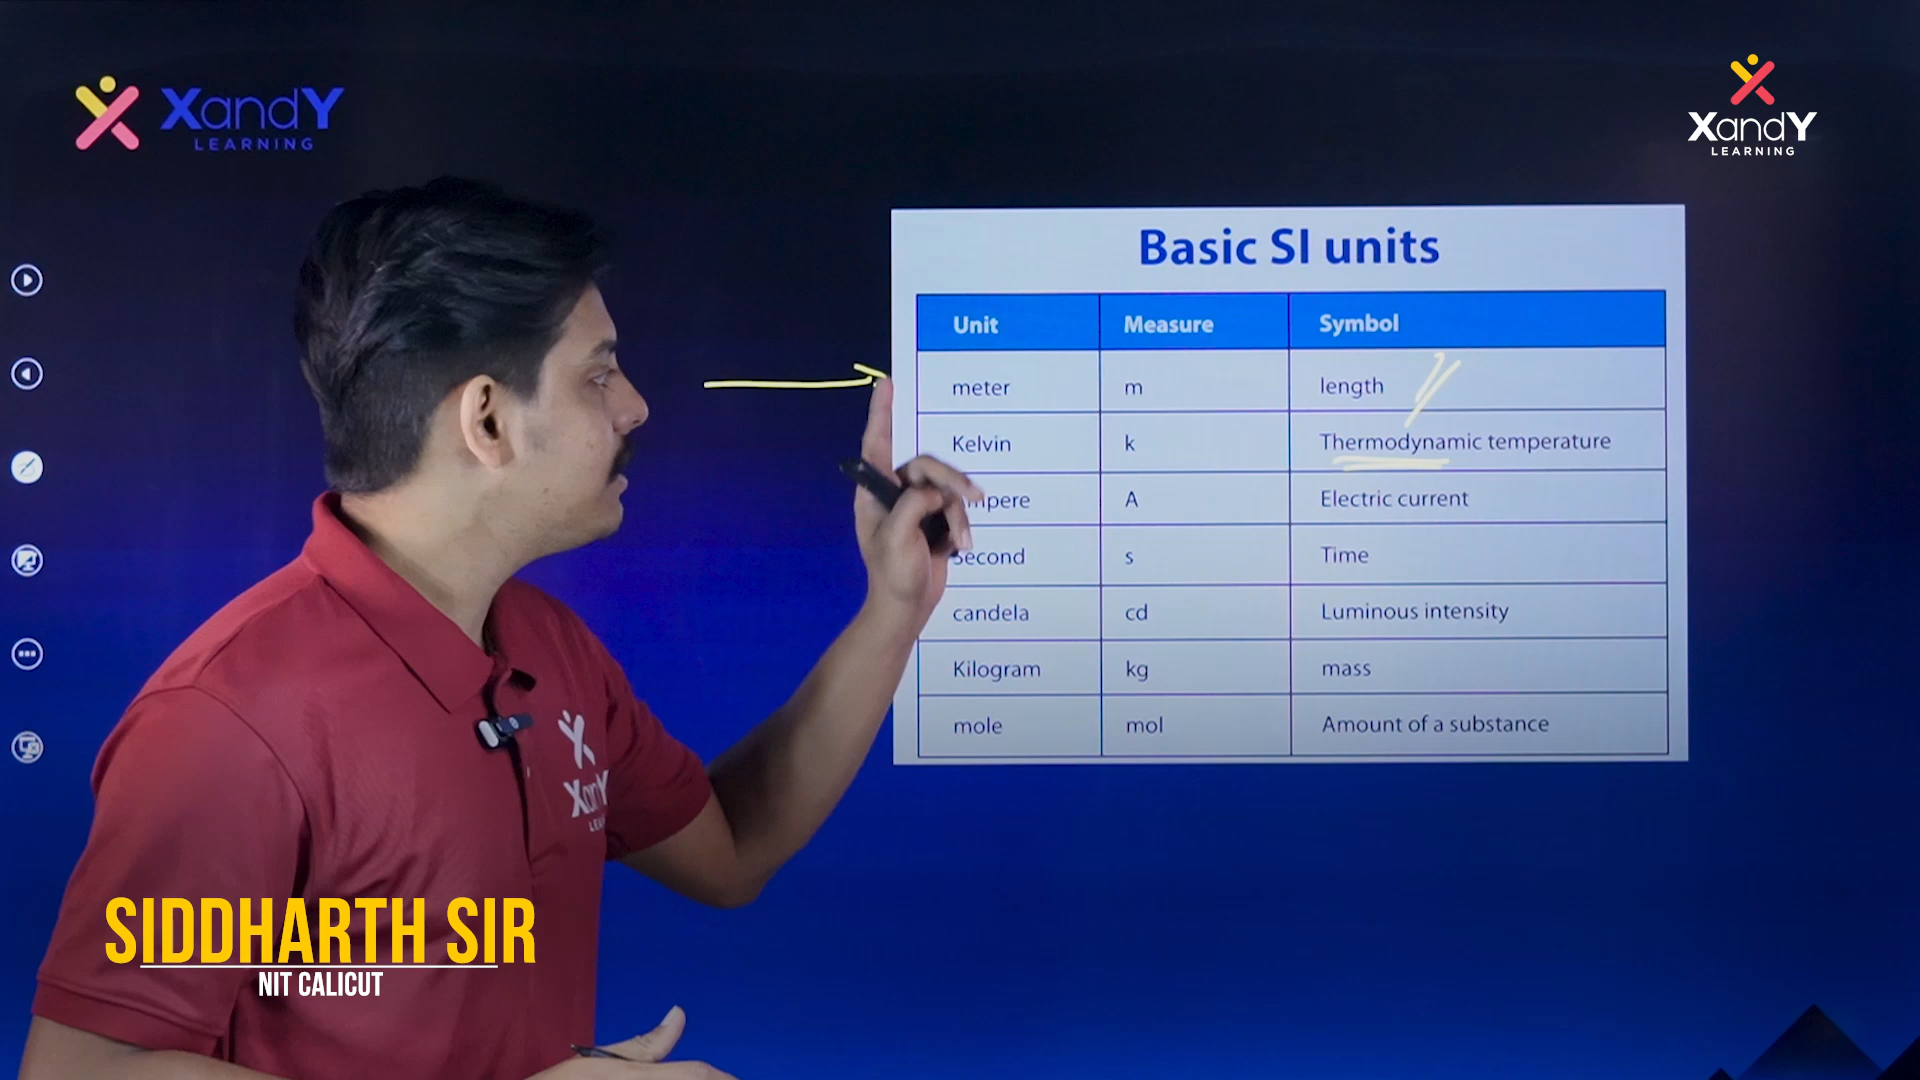 XandY
LEARNING
XandY
LEARNING
Basic SI units
Unit Measure Symbol
meter m length
Kelvin k Thermodynamic temperature
mpere A Electric current
Second s Time
candela cd Luminous intensity
Kilogram kg mass
mole mol Amount of a substance
XandY
SIDDHARTH SIR
NIT CALICUT